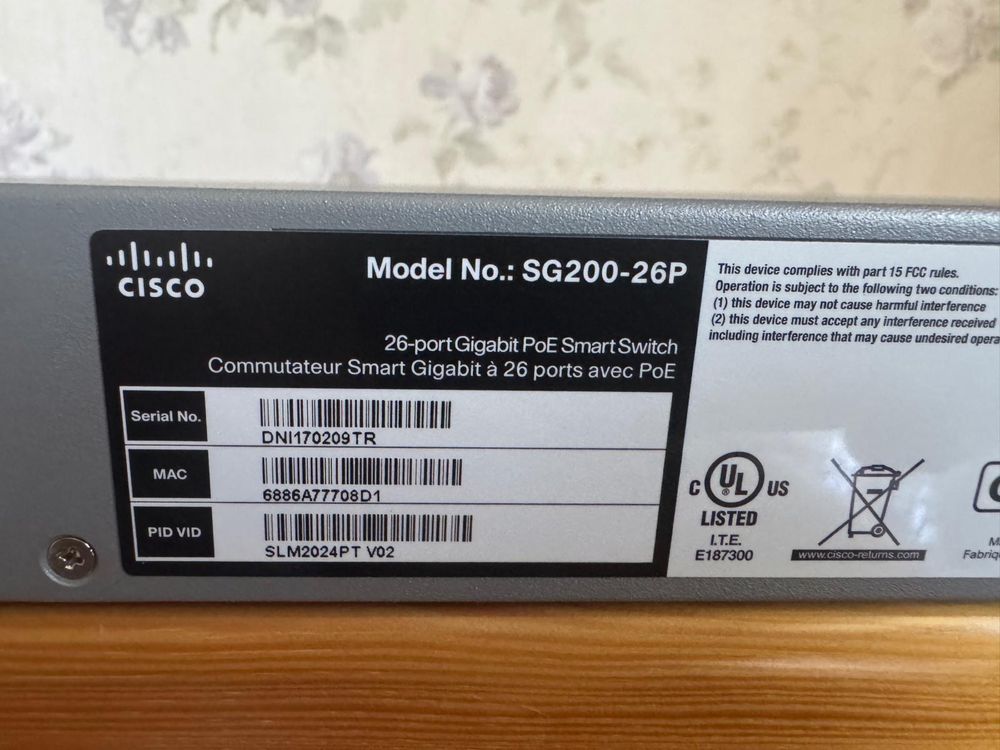 CISCO
Model No.: SG200-26P
26-port Gigabit PoE Smart Switch
Commutateur Smart Gigabit à 26 ports avec PoE
Serial No.
DNI170209TR
MAC
6886A77708D1
PID VID
SLM2024PT V02
This device complies with part 15 FCC rules.
Operation is subject to the following two conditions:
(1) this device may not cause harmful interference
(2) this device must accept any interference received
including interference that may cause undesired opera
C UL US
LISTED
I.T.E.
E187300
www.cisco-returns.com
Fabriq